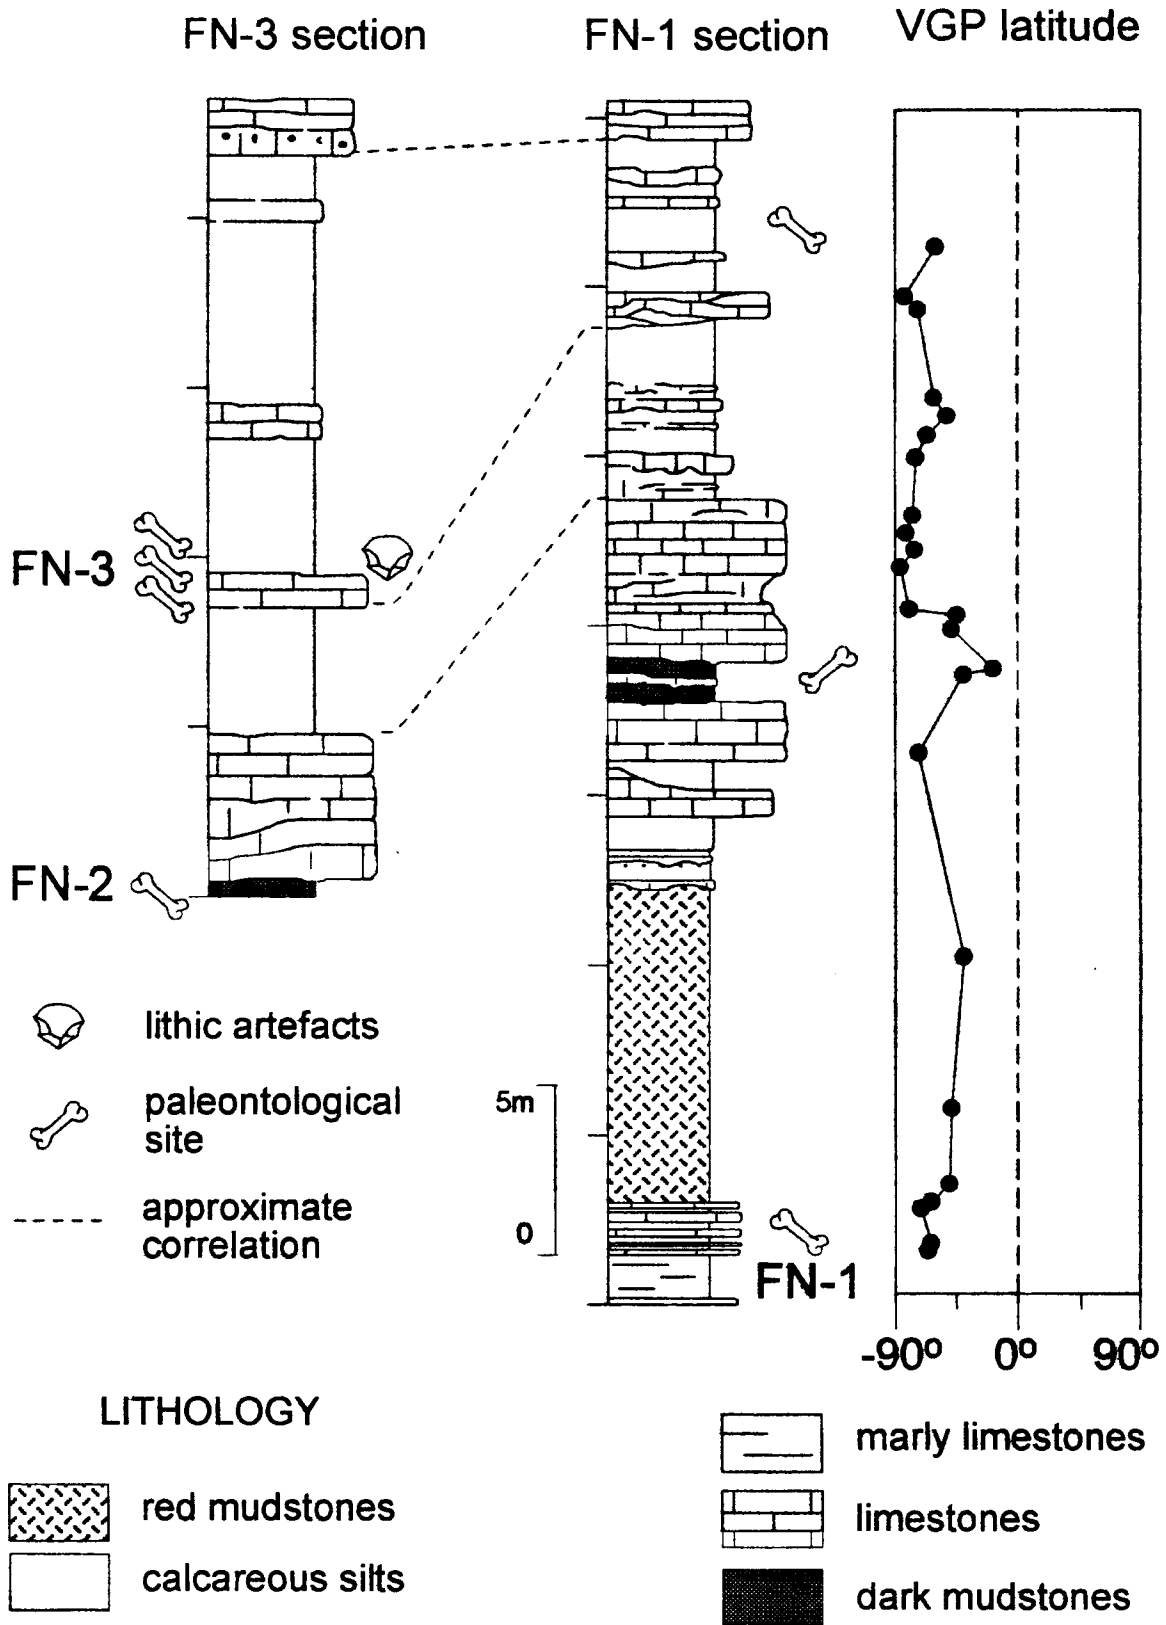 FN-3 section
FN-1 section
VGP latitude
FN-3
FN-2
lithic artefacts
paleontological
site
approximate
correlation
5m
0
FN-1
-90º
0º
90º
LITHOLOGY
red mudstones
calcareous silts
marly limestones
limestones
dark mudstones